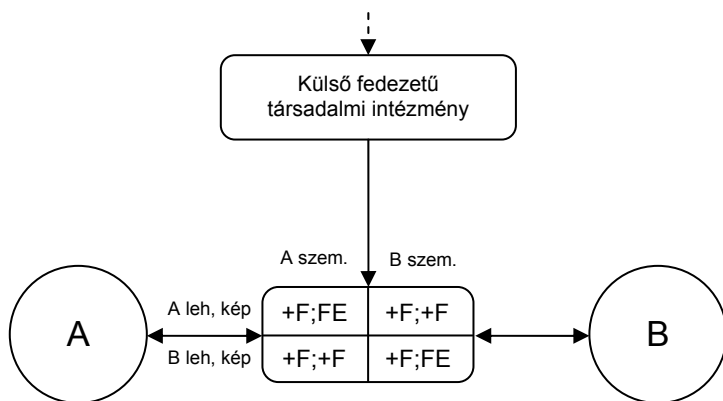 Külső fedezetű
társadalmi intézmény
A szem. B szem.
A leh, kép
B leh, kép
A
+F;FE +F;+F
+F;+F +F;FE
B